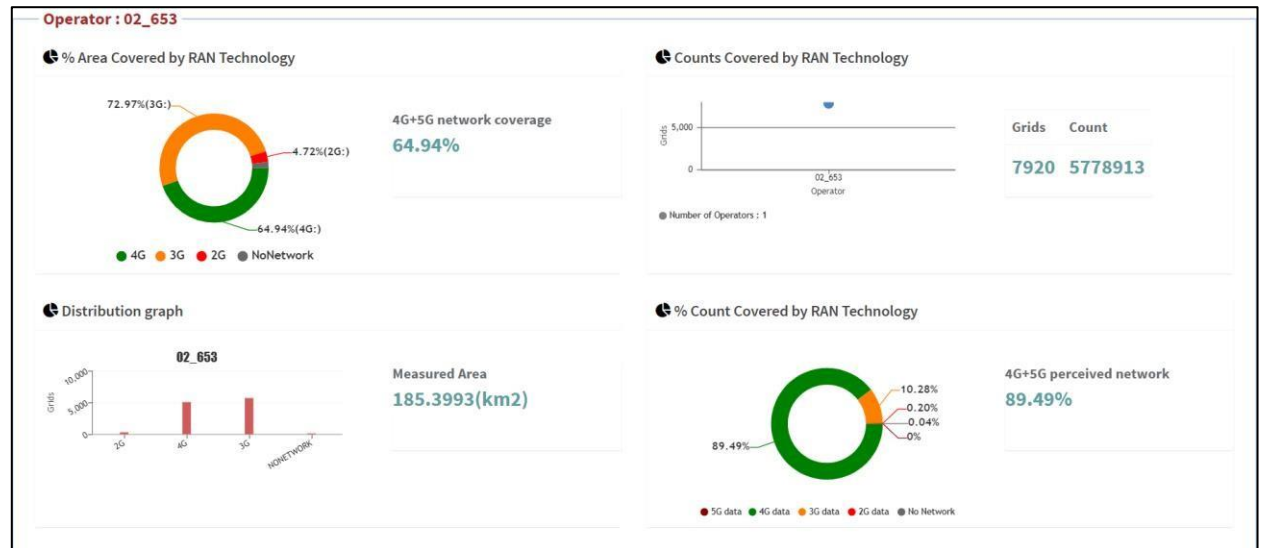 Operator : 02_653
% Area Covered by RAN Technology
72.97%(3G:)
4.72%(2G:)
64.94%(4G:)
4G 3G 2G NoNetwork
4G+5G network coverage
64.94%
Counts Covered by RAN Technology
Grids
5,000
0
02_653
Operator
Number of Operators : 1
Grids Count
7920 5778913
Distribution graph
02_653
Grids
10,000
5,000
0
2G 4G 3G NONETWORK
Measured Area
185.3993(km2)
% Count Covered by RAN Technology
10.28%
0.20%
0.04%
0%
89.49%
5G data 4G data 3G data 2G data No Network
4G+5G perceived network
89.49%